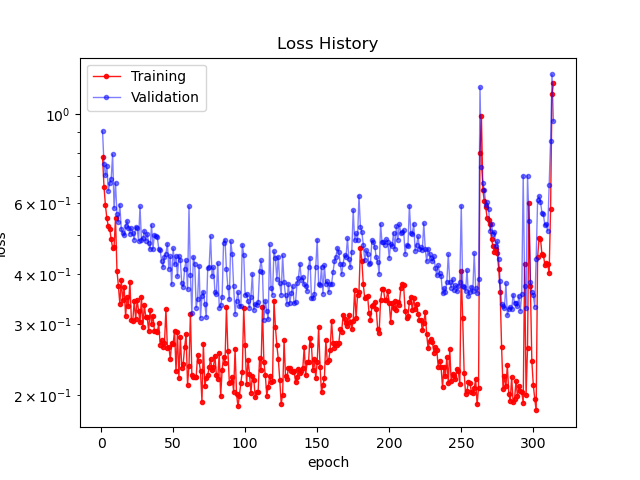 Loss History
Training
Validation
10⁰
6 × 10⁻¹
4 × 10⁻¹
3 × 10⁻¹
2 × 10⁻¹
loss
0 50 100 150 200 250 300
epoch